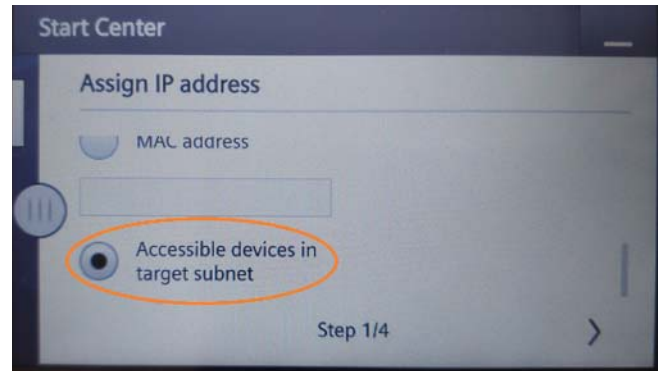 Start Center
Assign IP address
MAC address
Accessible devices in
target subnet
Step 1/4